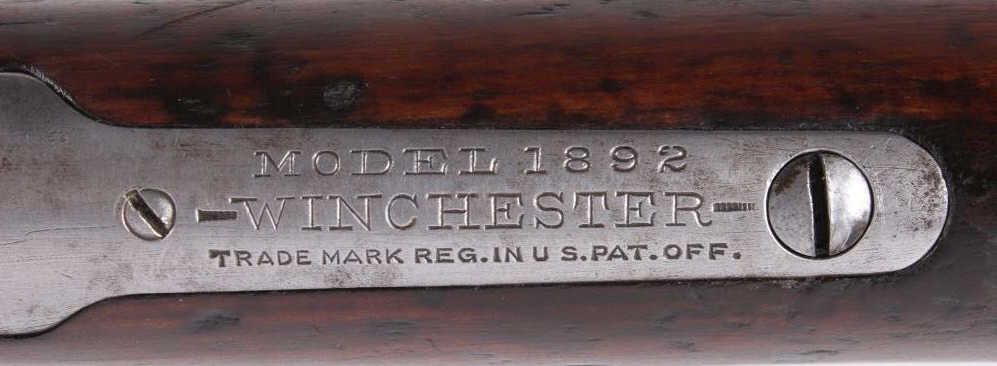 MODEL 1892
-WINCHESTER-
TRADE MARK REG. IN U S. PAT. OFF.